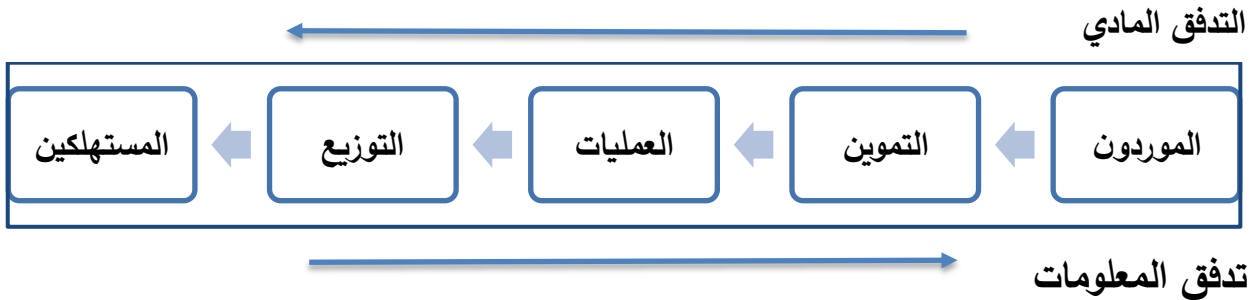 التدفق المادي
الموردون
التموين
العمليات
التوزيع
المستهلكين
تدفق المعلومات